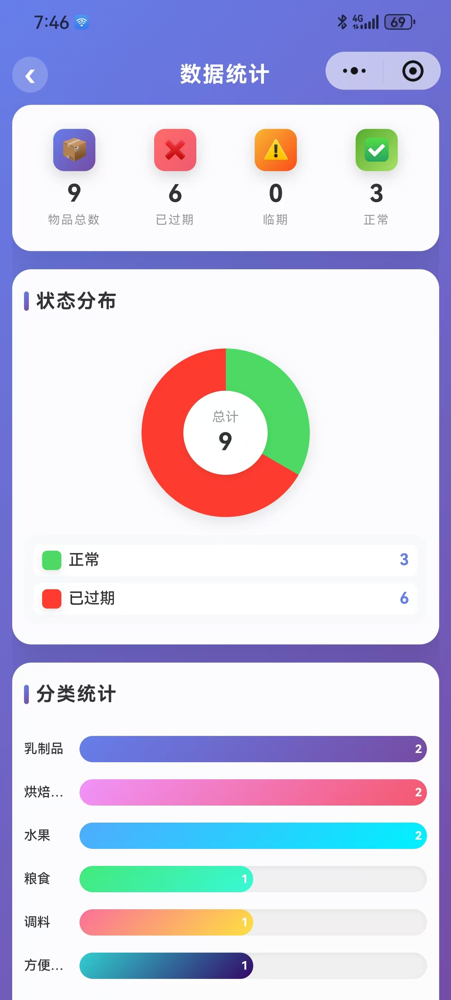 7:46 4G 69
数据统计
9 6 0 3
物品总数 已过期 临期 正常
状态分布
总计
9
正常 3
已过期 6
分类统计
乳制品 2
烘焙... 2
水果 2
粮食 1
调料 1
方便... 1